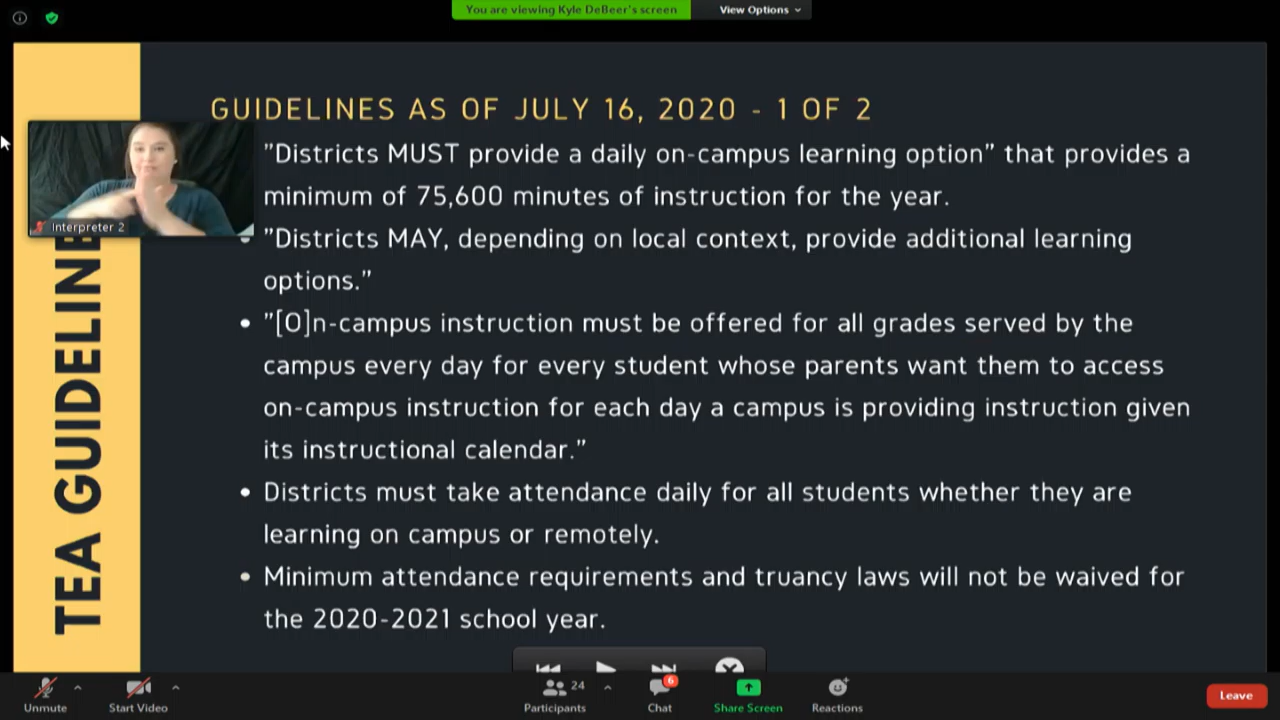 You are viewing Kyle DeBeer's screen
View Options
GUIDELINES AS OF JULY 16, 2020 - 1 OF 2
"Districts MUST provide a daily on-campus learning option" that provides a
minimum of 75,600 minutes of instruction for the year.
Interpreter 2
"Districts MAY, depending on local context, provide additional learning
options."
• "[O]n-campus instruction must be offered for all grades served by the
campus every day for every student whose parents want them to access
on-campus instruction for each day a campus is providing instruction given
its instructional calendar."
• Districts must take attendance daily for all students whether they are
learning on campus or remotely.
• Minimum attendance requirements and truancy laws will not be waived for
the 2020-2021 school year.
TEA GUIDELINE
Unmute
Start Video
24
Participants
6
Chat
Share Screen
Reactions
Leave